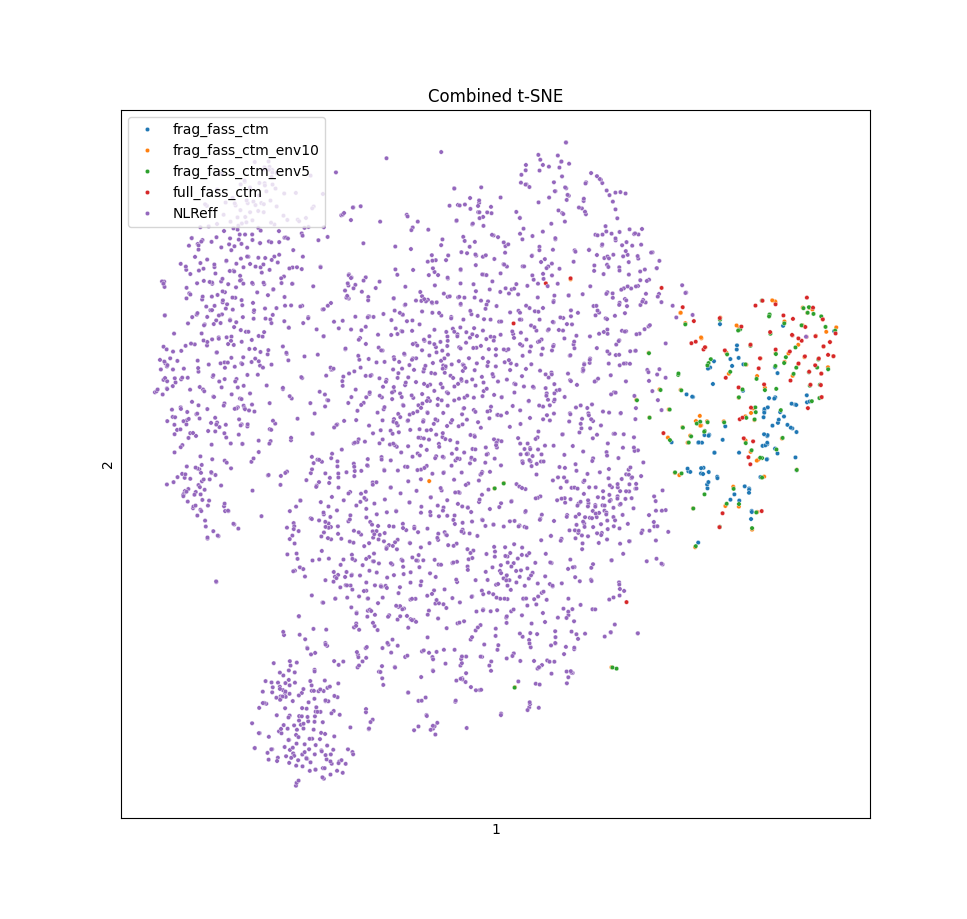 Combined t-SNE
frag_fass_ctm
frag_fass_ctm_env10
frag_fass_ctm_env5
full_fass_ctm
NLReff
2
1